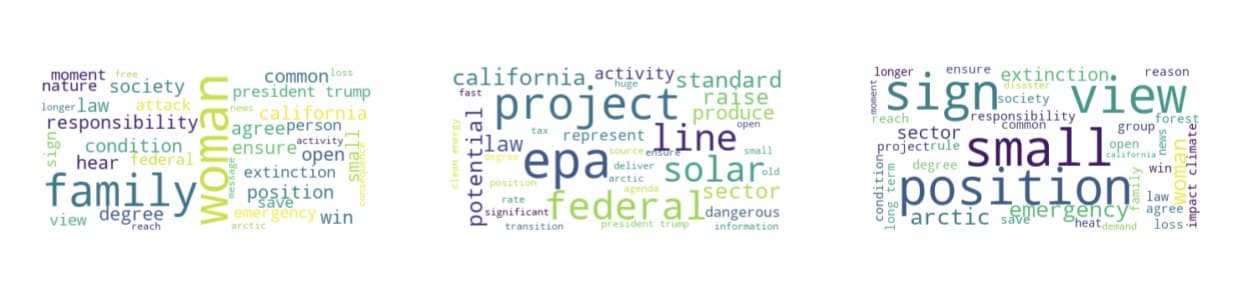 moment free
nature society
common loss
president trump
longer law attack
news california
responsibility
agree person
sign condition
ensure activity
hear federal
message open small
woman
extinction consequence
family
position
save
view degree
emergency win
reach
arctic
california activity standard
fast huge
project raise
produce
open
potential law tax represent line
clean energy degree epa source ensure small
deliver solar old
arctic
position agenda sector
rate
significant federal dangerous
transition president trump information
longer ensure extinction reason
moment sign disaster view
society
reach responsibility forest
common group
sector small news
project rule open
california
condition degree win
long term position family woman impact climate
law
arctic emergency agree
save heat demand loss